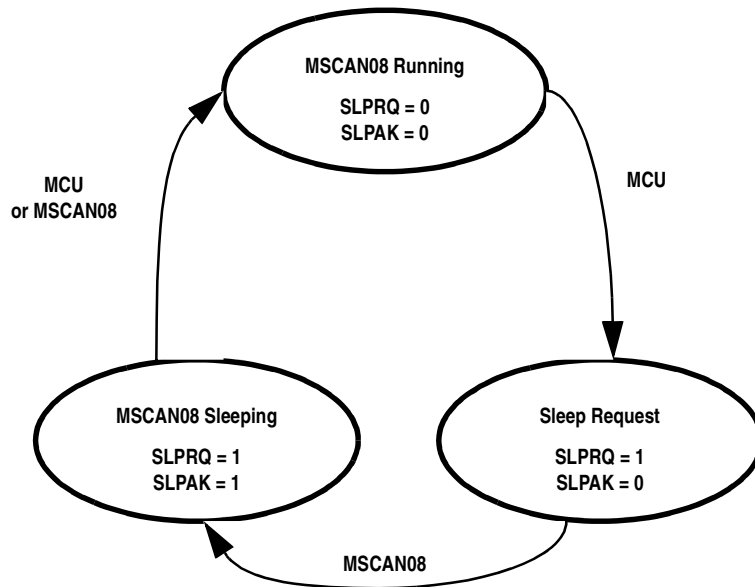 MSCAN08 Running
SLPRQ = 0
SLPAK = 0
MCU
or MSCAN08
MCU
MSCAN08 Sleeping
SLPRQ = 1
SLPAK = 1
Sleep Request
SLPRQ = 1
SLPAK = 0
MSCAN08